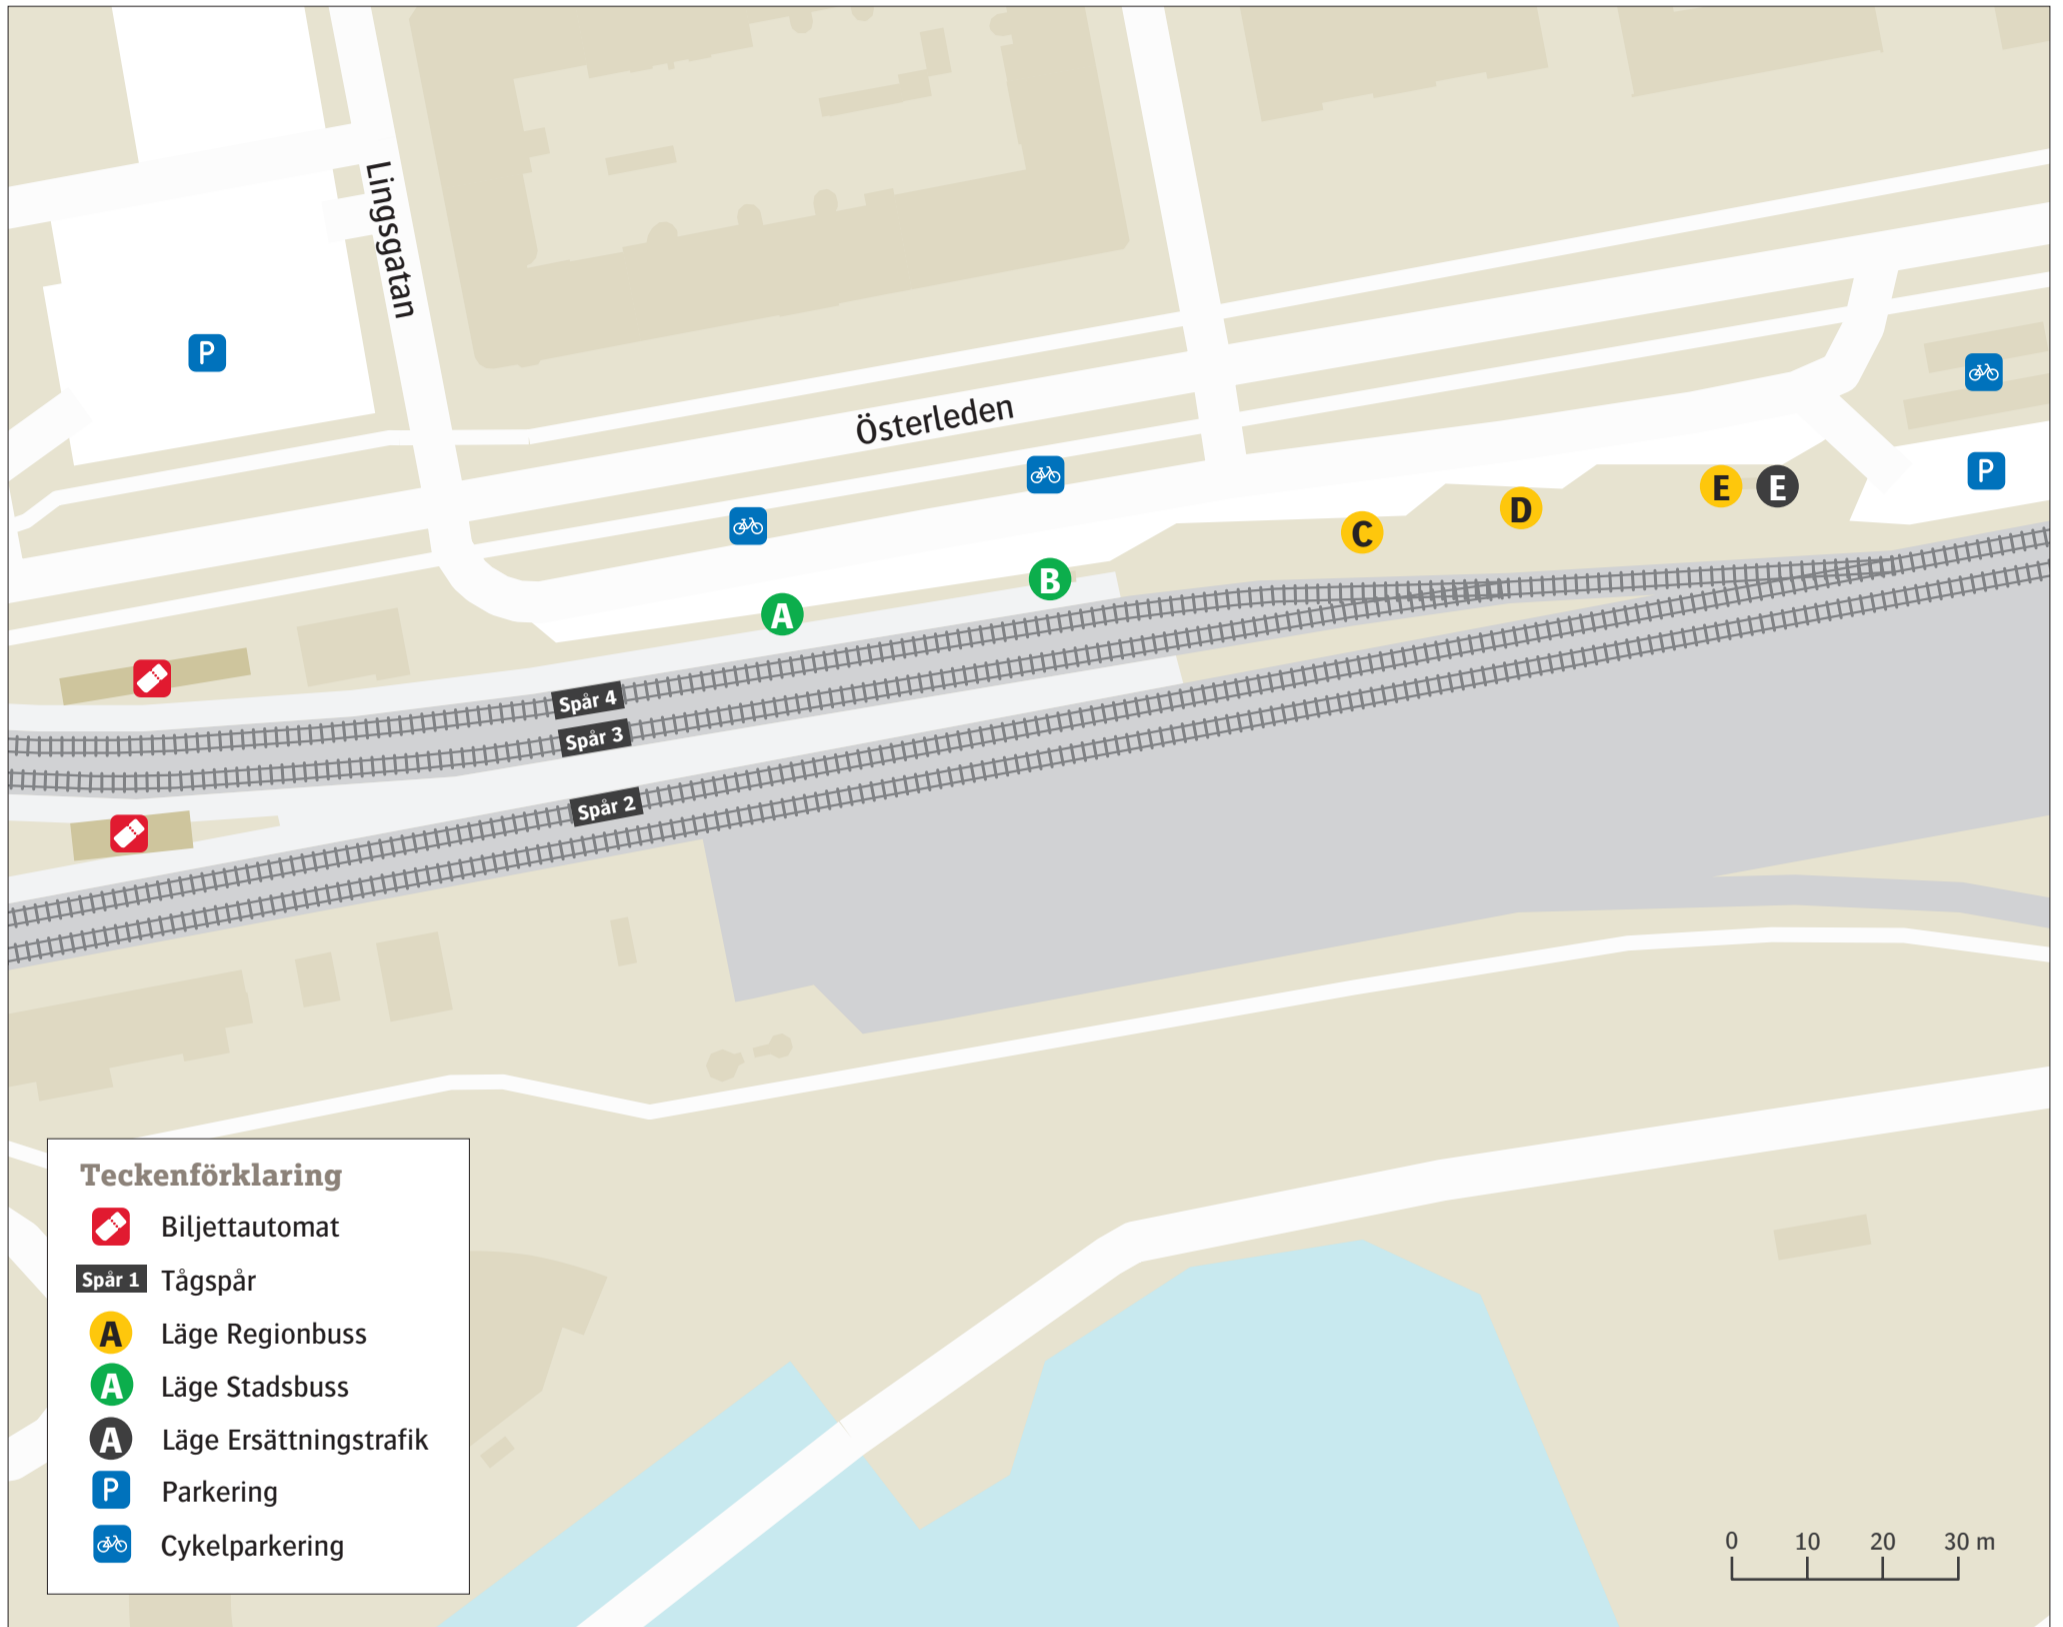 Lingsgatan
P
Österleden
P
E
E
D
C
B
A
Spår 4
Spår 3
Spår 2
Teckenförklaring
Biljettautomat
Spår 1 Tågspår
A Läge Regionbuss
A Läge Stadsbuss
A Läge Ersättningstrafik
P Parkering
Cykelparkering
0 10 20 30 m